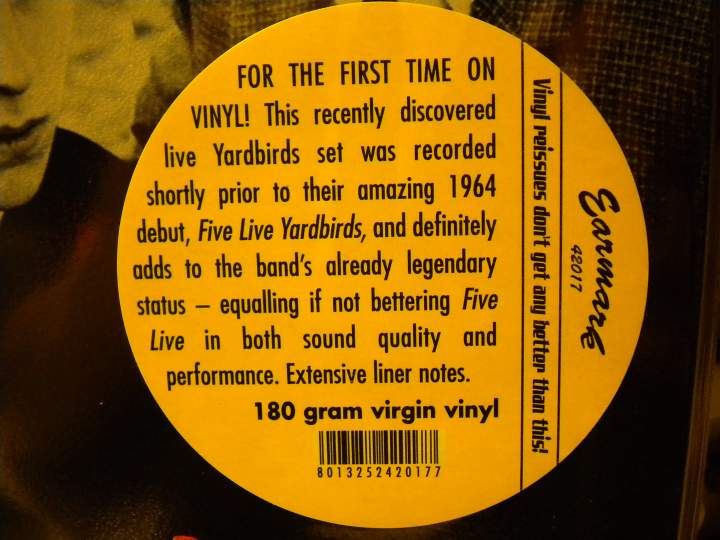 FOR THE FIRST TIME ON
VINYL! This recently discovered
live Yardbirds set was recorded
shortly prior to their amazing 1964
debut, Five Live Yardbirds, and definitely
adds to the band's already legendary
status – equalling if not bettering Five
Live in both sound quality and
performance. Extensive liner notes.
180 gram virgin vinyl
8013252420177
Vinyl reissues don't get any better than this!
Earmark
42017